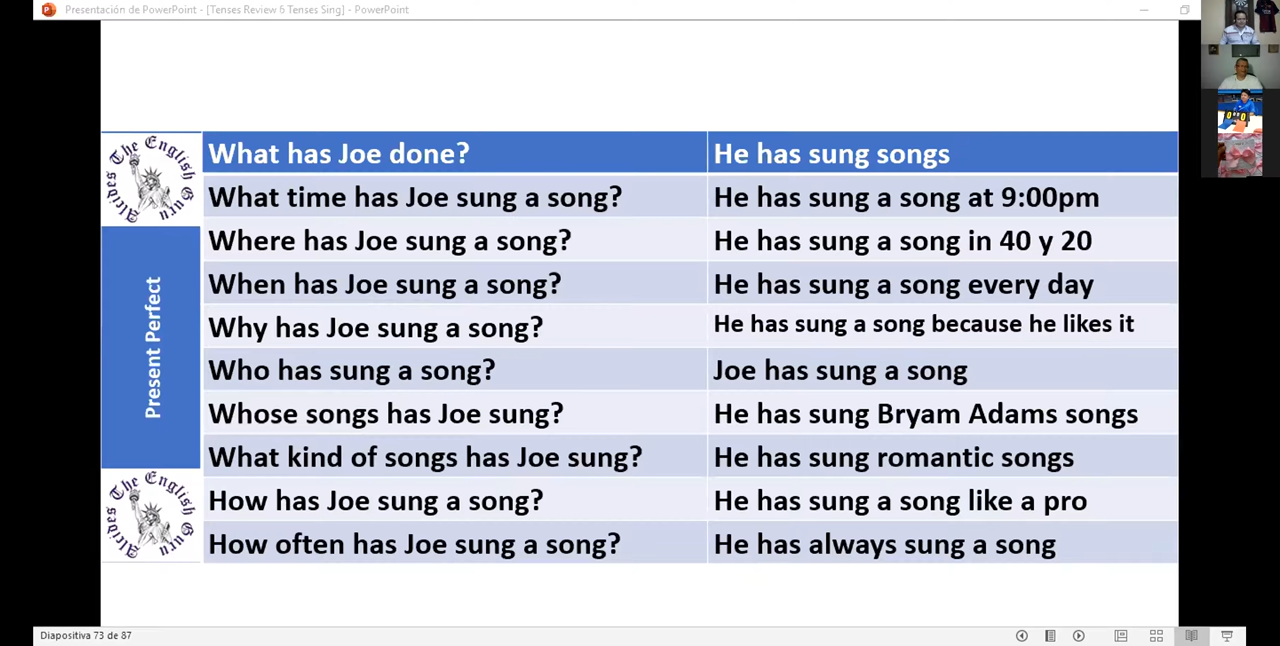 Presentación de PowerPoint - [Tenses Review 6 Tenses Sing] - PowerPoint
The English Guru
Alcides
What has Joe done? He has sung songs
What time has Joe sung a song? He has sung a song at 9:00pm
Where has Joe sung a song? He has sung a song in 40 y 20
When has Joe sung a song? He has sung a song every day
Why has Joe sung a song? He has sung a song because he likes it
Present Perfect
Who has sung a song? Joe has sung a song
Whose songs has Joe sung? He has sung Bryam Adams songs
What kind of songs has Joe sung? He has sung romantic songs
The English Guru
Alcides
How has Joe sung a song? He has sung a song like a pro
How often has Joe sung a song? He has always sung a song
Diapositiva 73 de 87